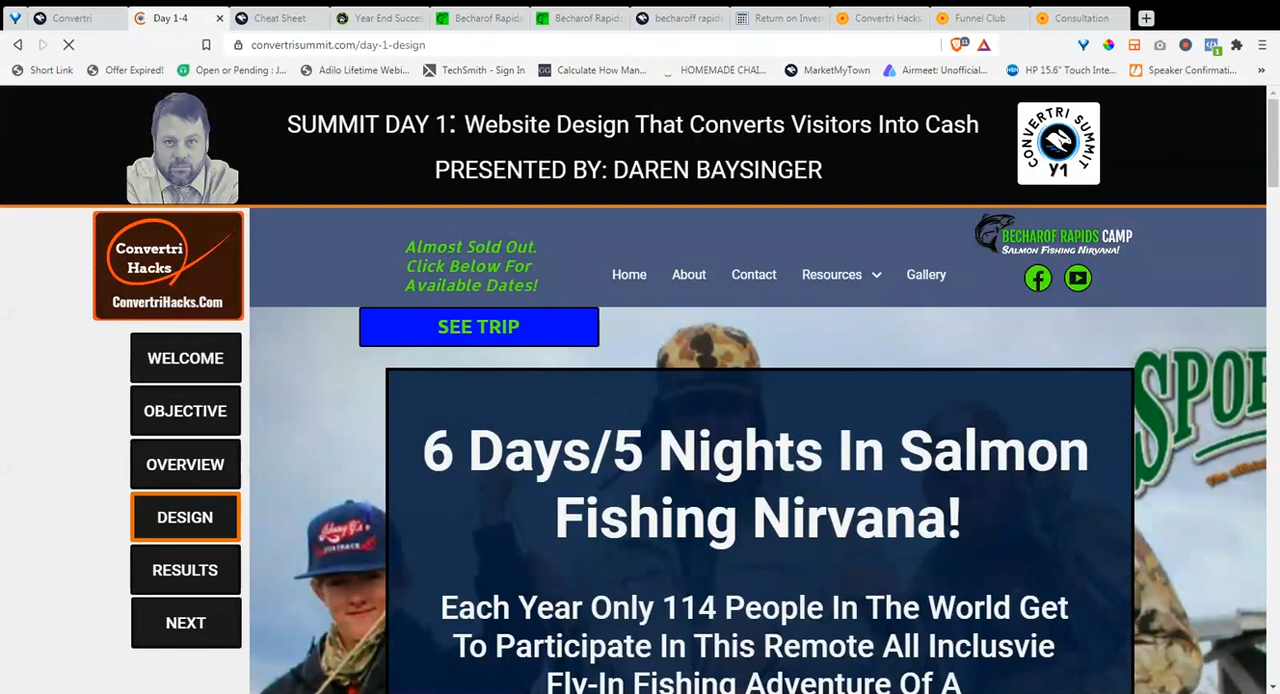 Convertri
Day 1-4
Cheat Sheet
Year End Succes
Becharof Rapids
Becharof Rapids
becharoff rapids
Return on Inves
Convertri Hacks
Funnel Club
Consultation
convertrisummit.com/day-1-design
11
1
Short Link
Offer Expired!
Open or Pending : J...
Adilo Lifetime Webi...
TechSmith - Sign In
GG
Calculate How Man...
HOMEMADE CHAI...
MarketMyTown
Airmeet: Unofficial...
HP 15.6" Touch Inte...
Speaker Confirmati...
SUMMIT DAY 1: Website Design That Converts Visitors Into Cash
PRESENTED BY: DAREN BAYSINGER
CONVERTRI SUMMIT
Y1
Convertri
Hacks
ConvertriHacks.Com
WELCOME
OBJECTIVE
OVERVIEW
DESIGN
RESULTS
NEXT
Almost Sold Out.
Click Below For
Available Dates!
SEE TRIP
Home
About
Contact
Resources
Gallery
BECHAROF RAPIDS CAMP
SALMON FISHING NIRVANA!
6 Days/5 Nights In Salmon
Fishing Nirvana!
Each Year Only 114 People In The World Get
To Participate In This Remote All Inclusvie
Fly-In Fishing Adventure Of A
SPO